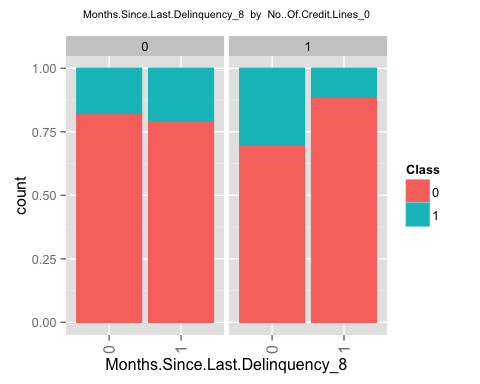 Months.Since.Last.Delinquency_8 by No..Of.Credit.Lines_0
0 1
1.00
0.75
0.50
0.25
0.00
count
0 1 0 1
Months.Since.Last.Delinquency_8
Class
0
1